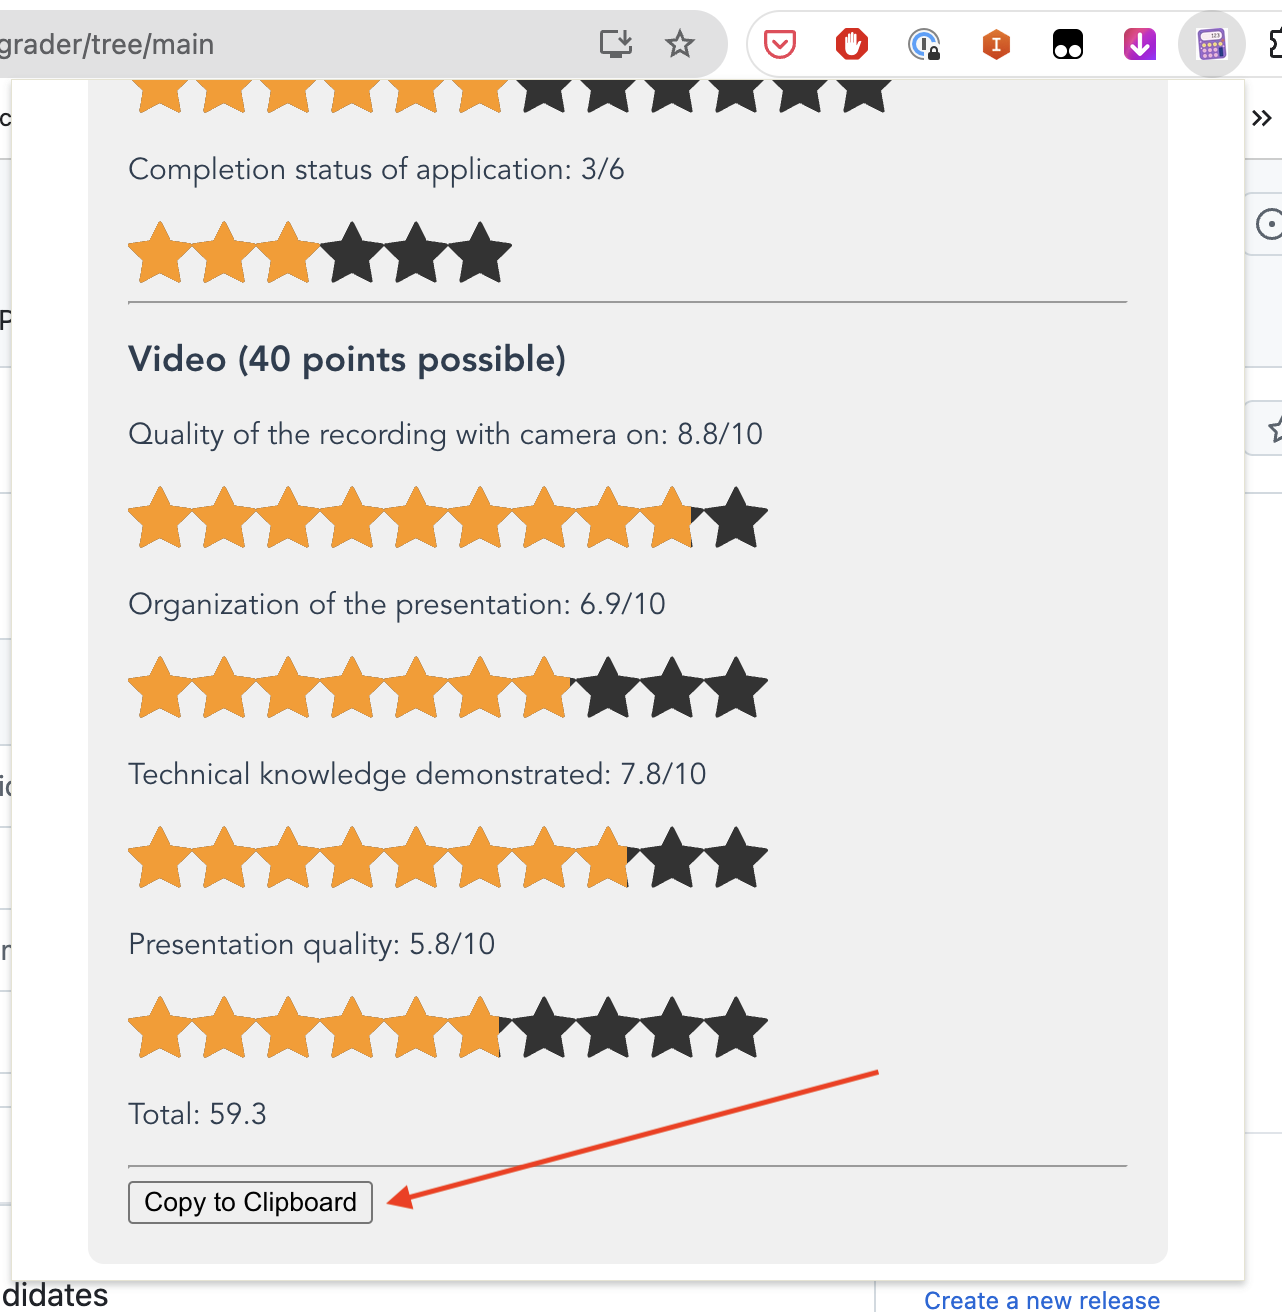 grader/tree/main
Completion status of application: 3/6
Video (40 points possible)
Quality of the recording with camera on: 8.8/10
Organization of the presentation: 6.9/10
Technical knowledge demonstrated: 7.8/10
Presentation quality: 5.8/10
Total: 59.3
Copy to Clipboard
didates
Create a new release